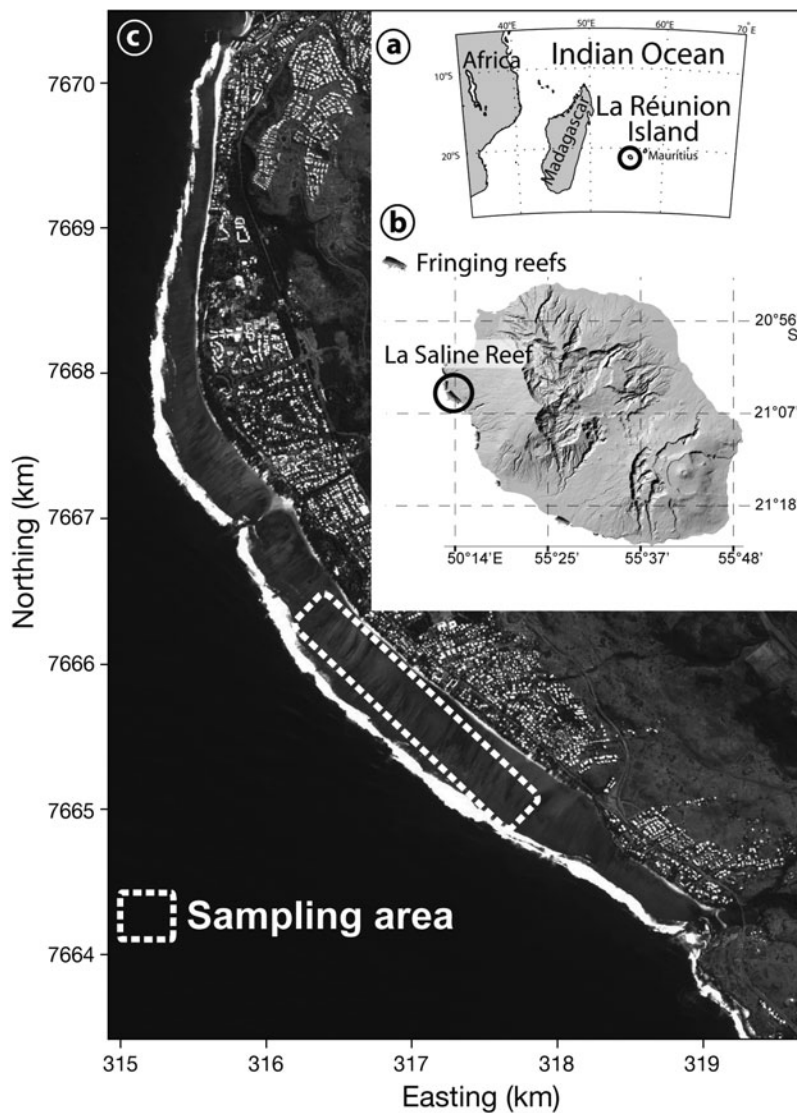 c
7670
7669
7668
7667
7666
7665
7664
Northing (km)
Sampling area
315
316
317
318
319
Easting (km)
a
40°E
50°E
60°E
70°E
10°S
20°S
Africa
Indian Ocean
Madagascar
La Réunion
Island
Mauritius
b
Fringing reefs
La Saline Reef
20°56'
S
21°07'
21°18'
50°14'E
55°25'
55°37'
55°48'